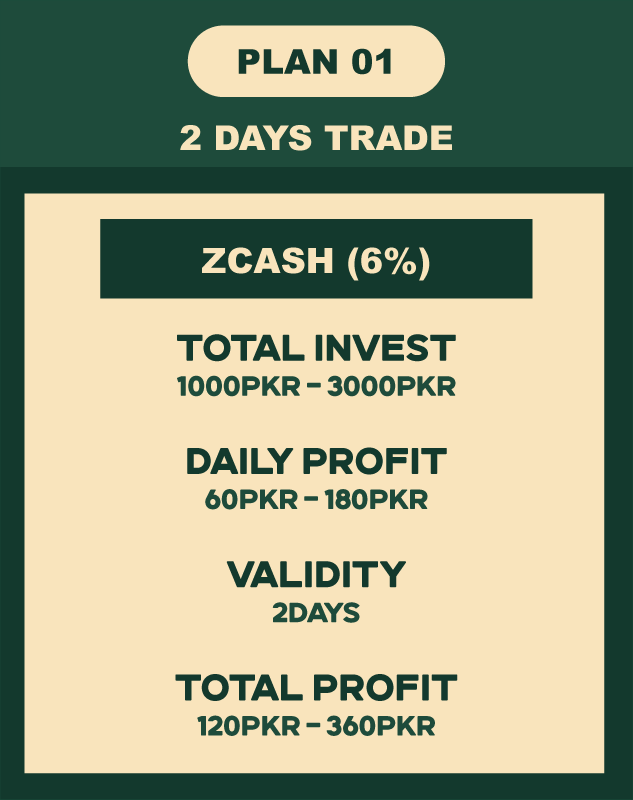 PLAN 01
2 DAYS TRADE
ZCASH (6%)
TOTAL INVEST
1000PKR – 3000PKR
DAILY PROFIT
60PKR – 180PKR
VALIDITY
2DAYS
TOTAL PROFIT
120PKR – 360PKR